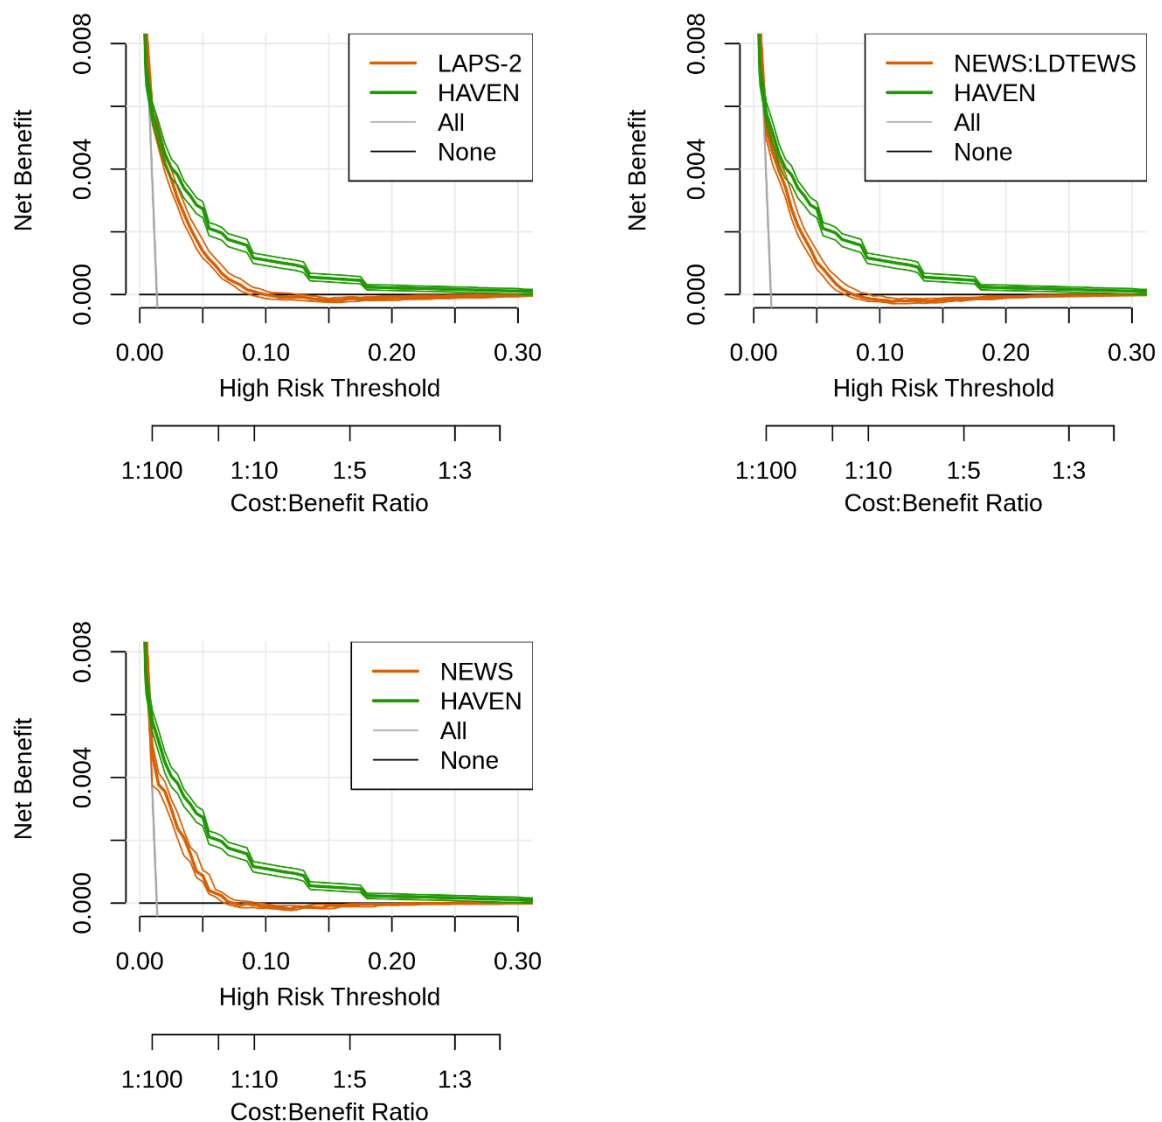 Net Benefit
0.008
0.004
0.000
LAPS-2
HAVEN
All
None
0.00 0.10 0.20 0.30
High Risk Threshold
1:100 1:10 1:5 1:3
Cost:Benefit Ratio
Net Benefit
0.008
0.004
0.000
NEWS:LDTEWS
HAVEN
All
None
0.00 0.10 0.20 0.30
High Risk Threshold
1:100 1:10 1:5 1:3
Cost:Benefit Ratio
Net Benefit
0.008
0.004
0.000
NEWS
HAVEN
All
None
0.00 0.10 0.20 0.30
High Risk Threshold
1:100 1:10 1:5 1:3
Cost:Benefit Ratio